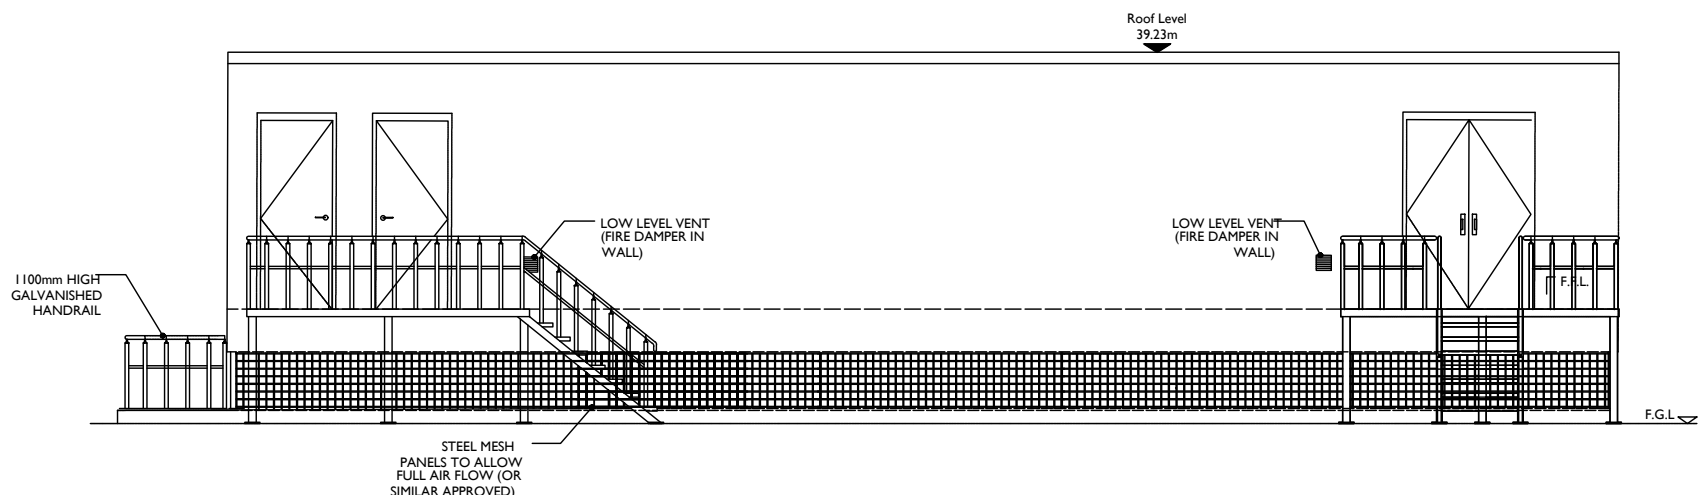 Roof Level
39.23m
LOW LEVEL VENT
(FIRE DAMPER IN
WALL)
LOW LEVEL VENT
(FIRE DAMPER IN
WALL)
1100mm HIGH
GALVANISHED
HANDRAIL
F.F.L.
F.G.L
STEEL MESH
PANELS TO ALLOW
FULL AIR FLOW (OR
SIMILAR APPROVED)